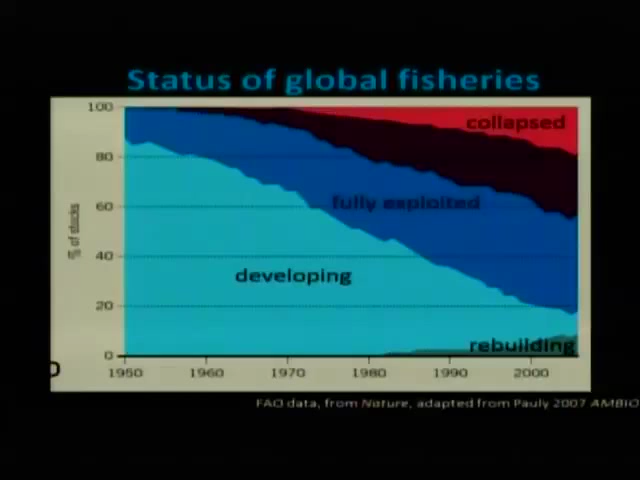 Status of global fisheries
100
collapsed
80
fully exploited
60
% of stocks
40
developing
20
rebuilding
0
1950 1960 1970 1980 1990 2000
FAO data, from Nature, adapted from Pauly 2007 AMBIO